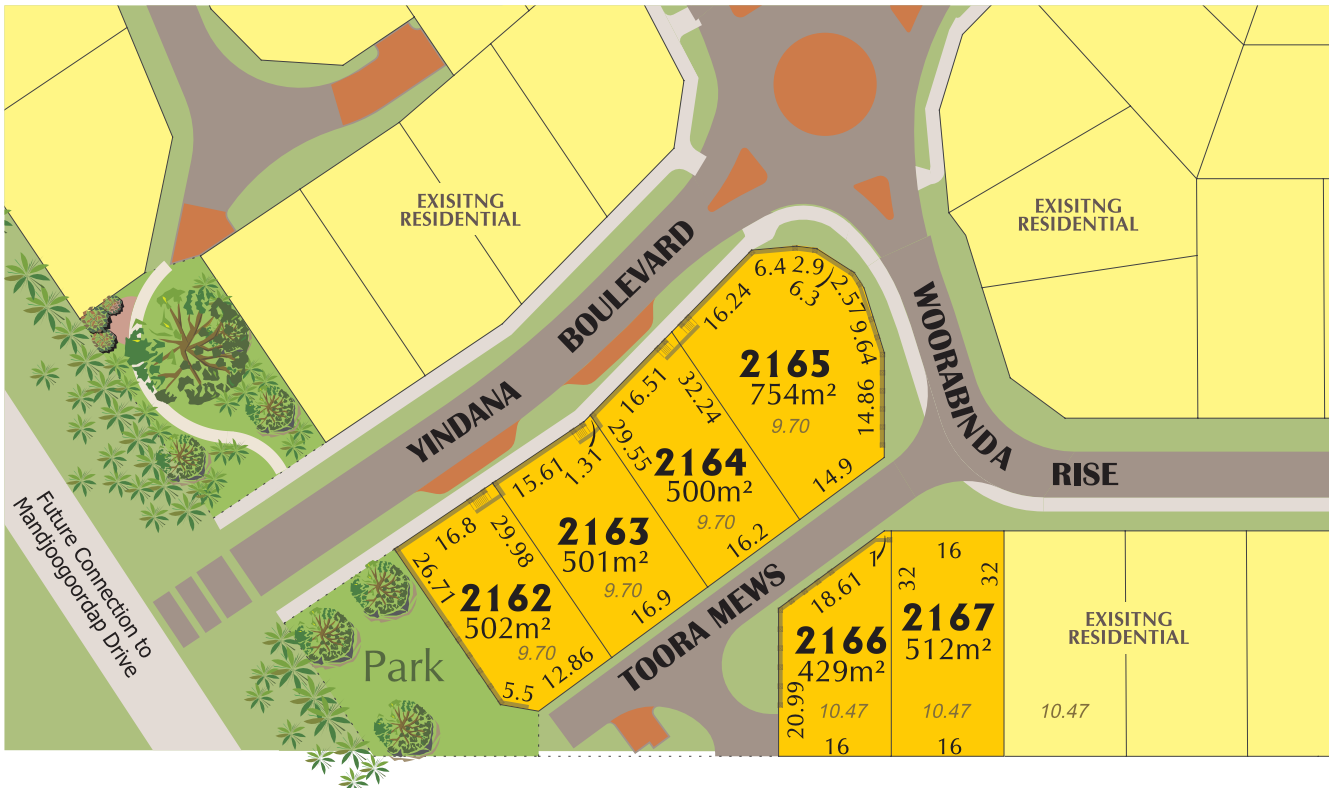 EXISITNG
RESIDENTIAL
EXISITNG
RESIDENTIAL
YINDANA BOULEVARD
WOORABINDA RISE
6.4 2.9
6.3
2.57
9.64
14.86
16.24
2165
754m²
9.70
32.24
14.9
16.51
29.55
2164
500m²
9.70
16.2
15.61
1.31
2163
501m²
9.70
16.9
29.98
16.8
26.71
2162
502m²
9.70
12.86
5.5
Park
Future Connection to
Mandjoogoordap Drive
TOORA MEWS
1
18.61
2166
429m²
20.99
10.47
16
16
32
32
2167
512m²
10.47
16
EXISITNG
RESIDENTIAL
10.47